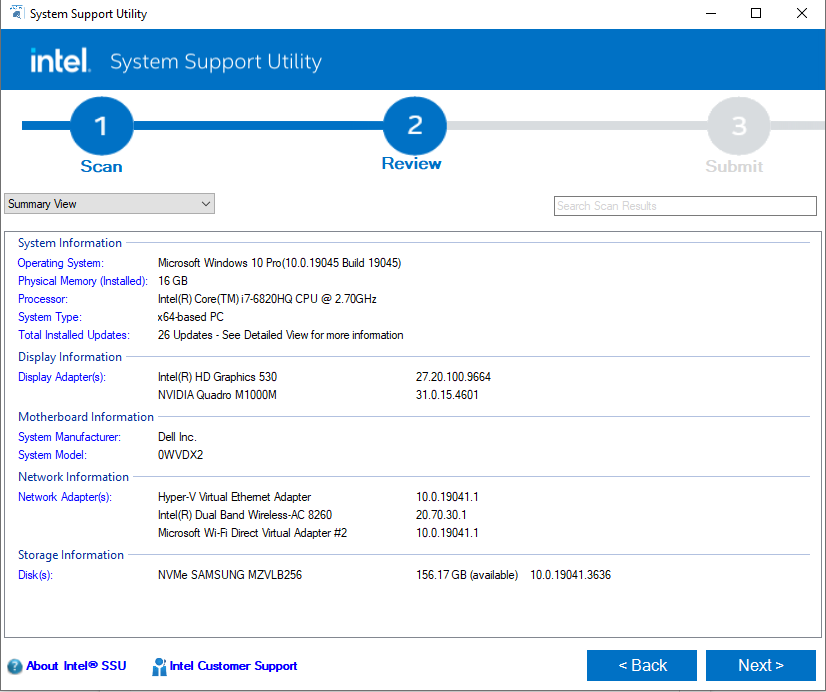 System Support Utility
intel. System Support Utility
1 2 3
Scan Review Submit
Summary View Search Scan Results
System Information
Operating System: Microsoft Windows 10 Pro(10.0.19045 Build 19045)
Physical Memory (Installed): 16 GB
Processor: Intel(R) Core(TM) i7-6820HQ CPU @ 2.70GHz
System Type: x64-based PC
Total Installed Updates: 26 Updates - See Detailed View for more information
Display Information
Display Adapter(s): Intel(R) HD Graphics 530 27.20.100.9664
NVIDIA Quadro M1000M 31.0.15.4601
Motherboard Information
System Manufacturer: Dell Inc.
System Model: 0WVDX2
Network Information
Network Adapter(s): Hyper-V Virtual Ethernet Adapter 10.0.19041.1
Intel(R) Dual Band Wireless-AC 8260 20.70.30.1
Microsoft Wi-Fi Direct Virtual Adapter #2 10.0.19041.1
Storage Information
Disk(s): NVMe SAMSUNG MZVLB256 156.17 GB (available) 10.0.19041.3636
? About Intel® SSU Intel Customer Support < Back Next >